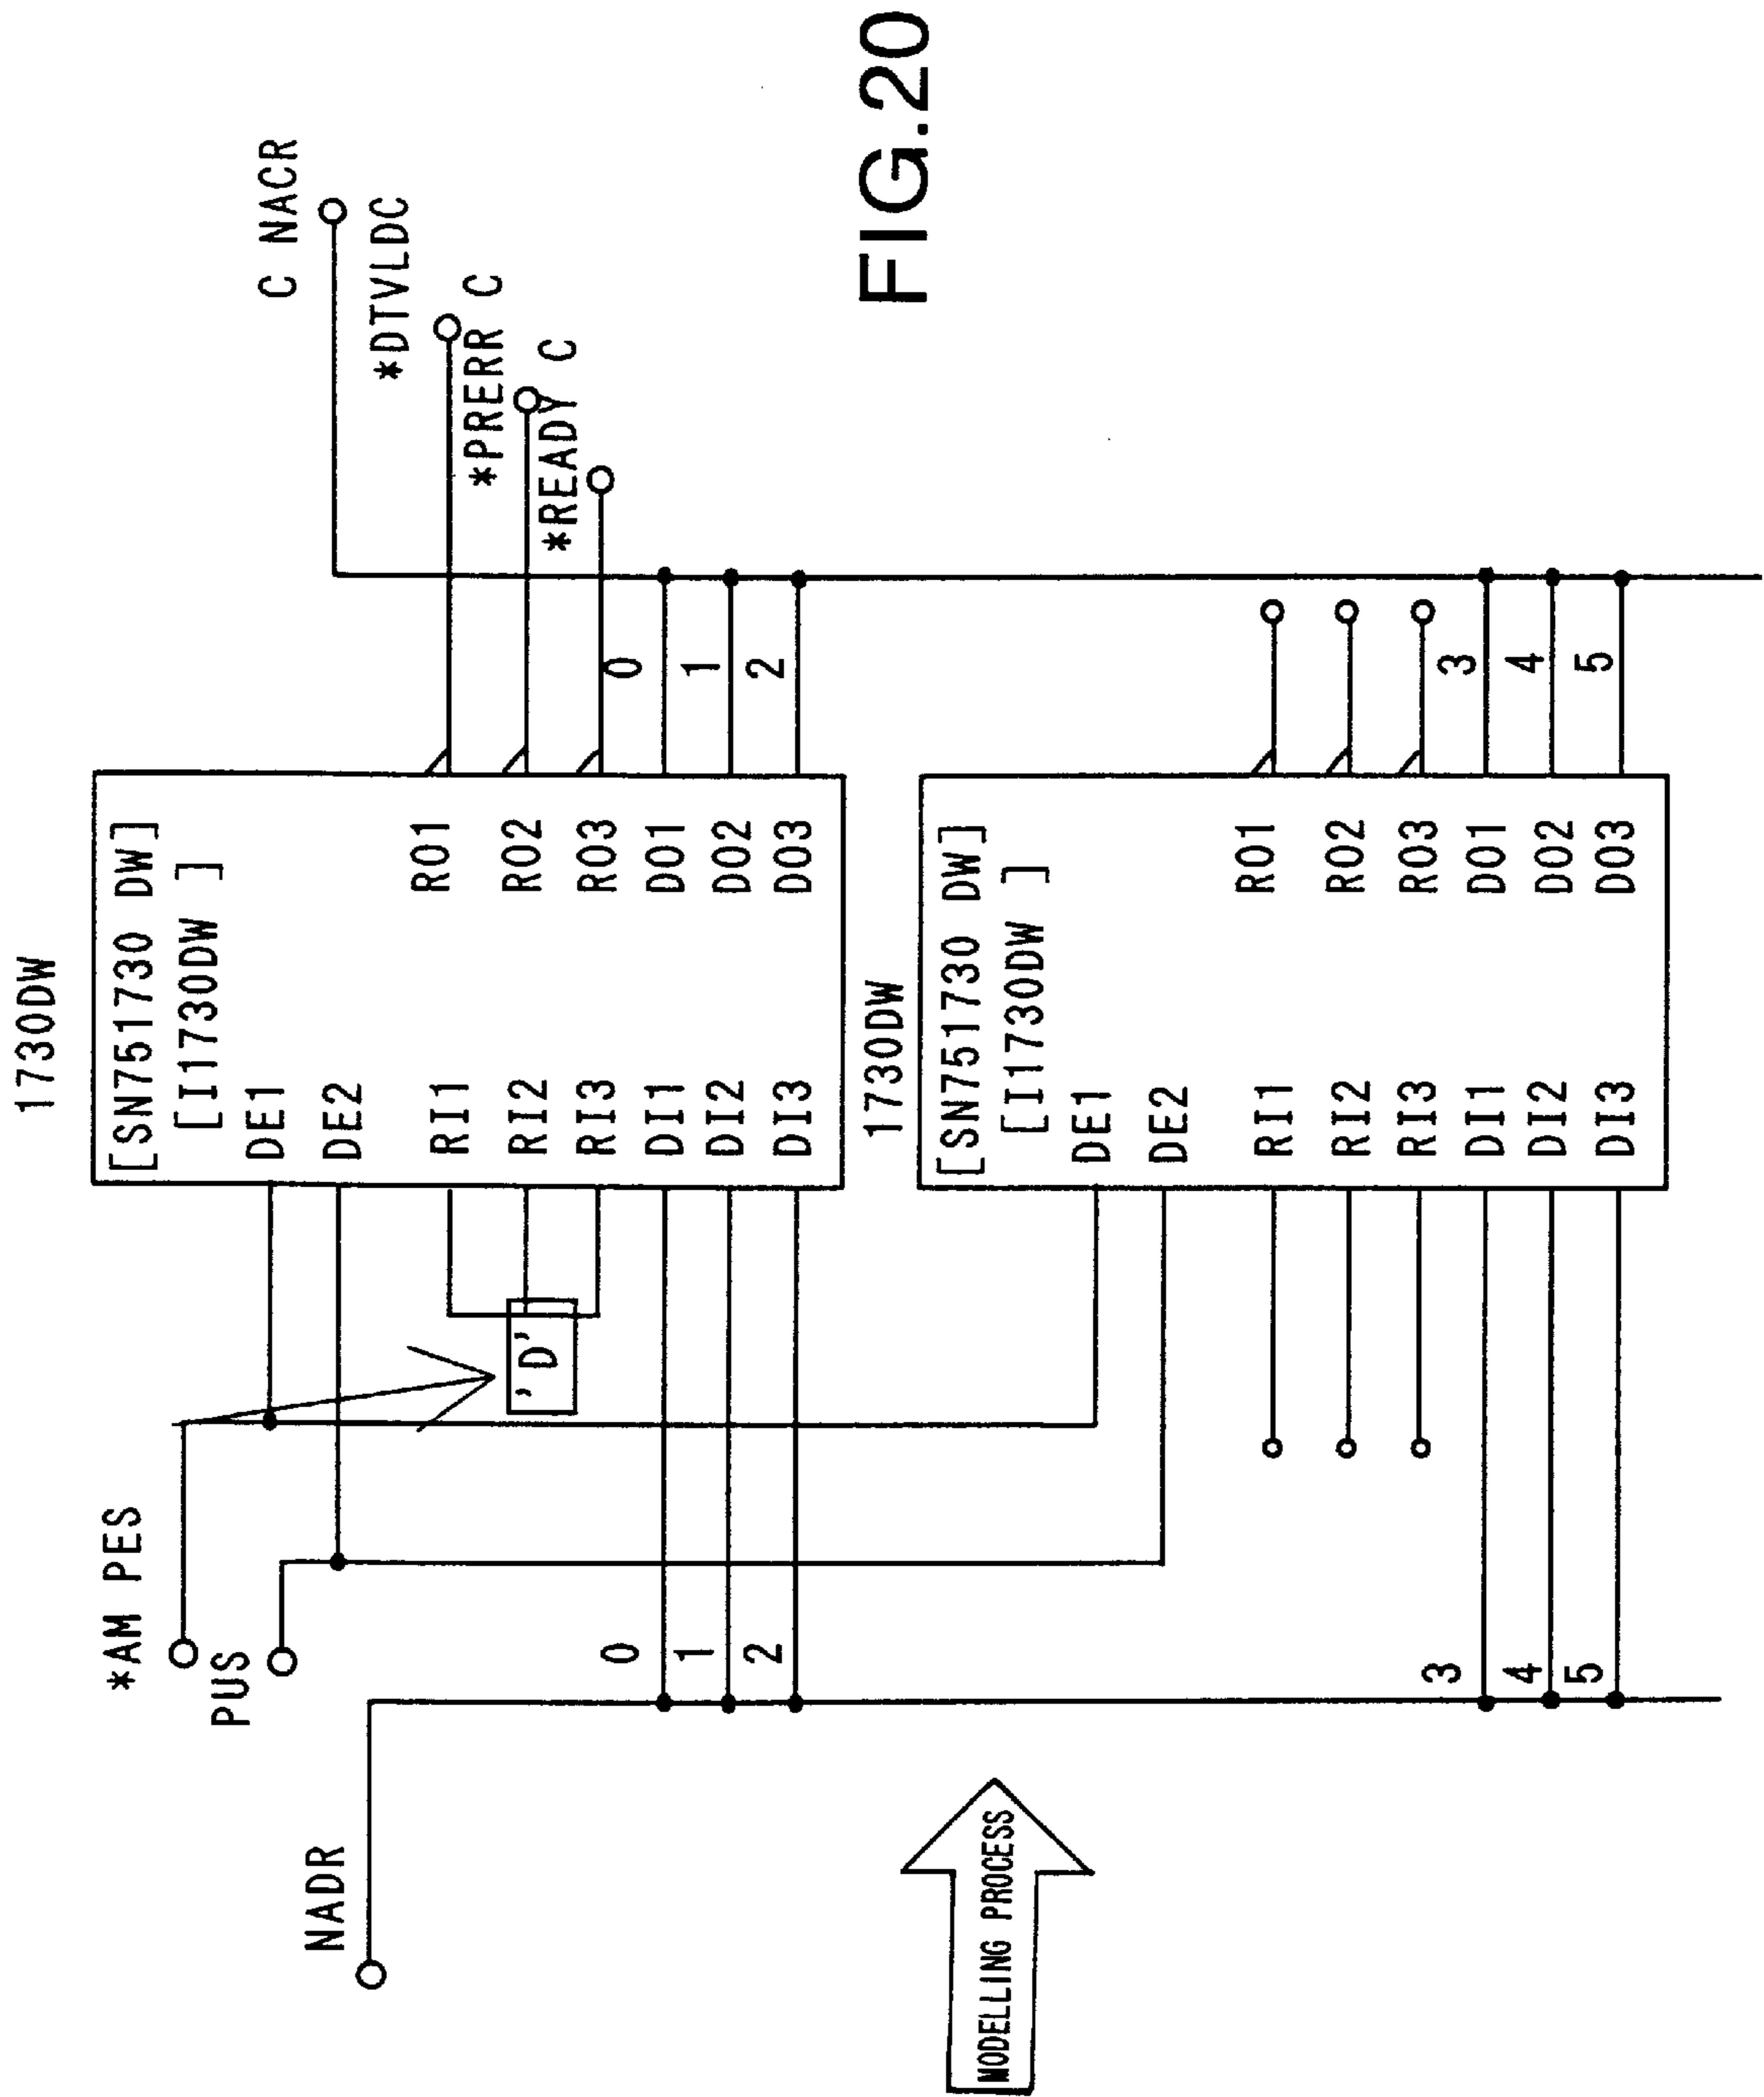 FIG.20
1730DW
[SN751730 DW]
[I1730DW ]
DE1
DE2
RI1
RI2
RI3
DI1
DI2
DI3
RO1
RO2
RO3
DO1
DO2
DO3
1730DW
[SN751730 DW]
[I1730DW ]
DE1
DE2
RI1
RI2
RI3
DI1
DI2
DI3
RO1
RO2
RO3
DO1
DO2
DO3
*AM PES
PUS
NADR
'D'
0
1
2
3
4
5
C NACR
*DTVLDC
*PRERR C
*READY C
0
1
2
3
4
5
MODELLING PROCESS